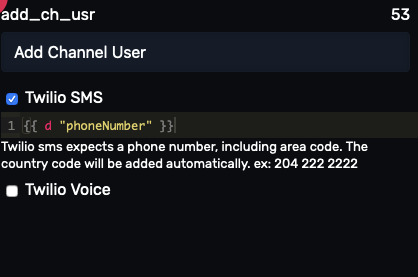 add_ch_usr 53
Add Channel User
Twilio SMS
1 {{ d "phoneNumber" }}
Twilio sms expects a phone number, including area code. The
country code will be added automatically. ex: 204 222 2222
Twilio Voice